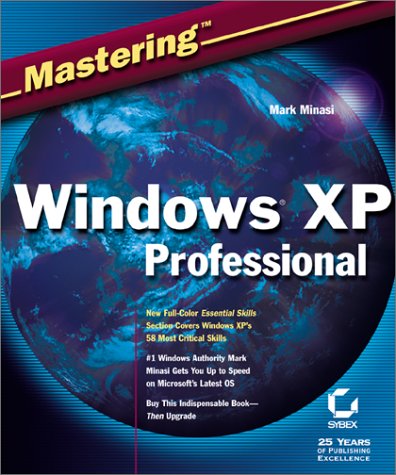 Mastering™
Mark Minasi
Windows® XP
Professional
New Full-Color Essential Skills
Section Covers Windows XP's
58 Most Critical Skills
#1 Windows Authority Mark
Minasi Gets You Up to Speed
on Microsoft's Latest OS
Buy This Indispensable Book—
Then Upgrade
SYBEX
25 YEARS
OF PUBLISHING
EXCELLENCE